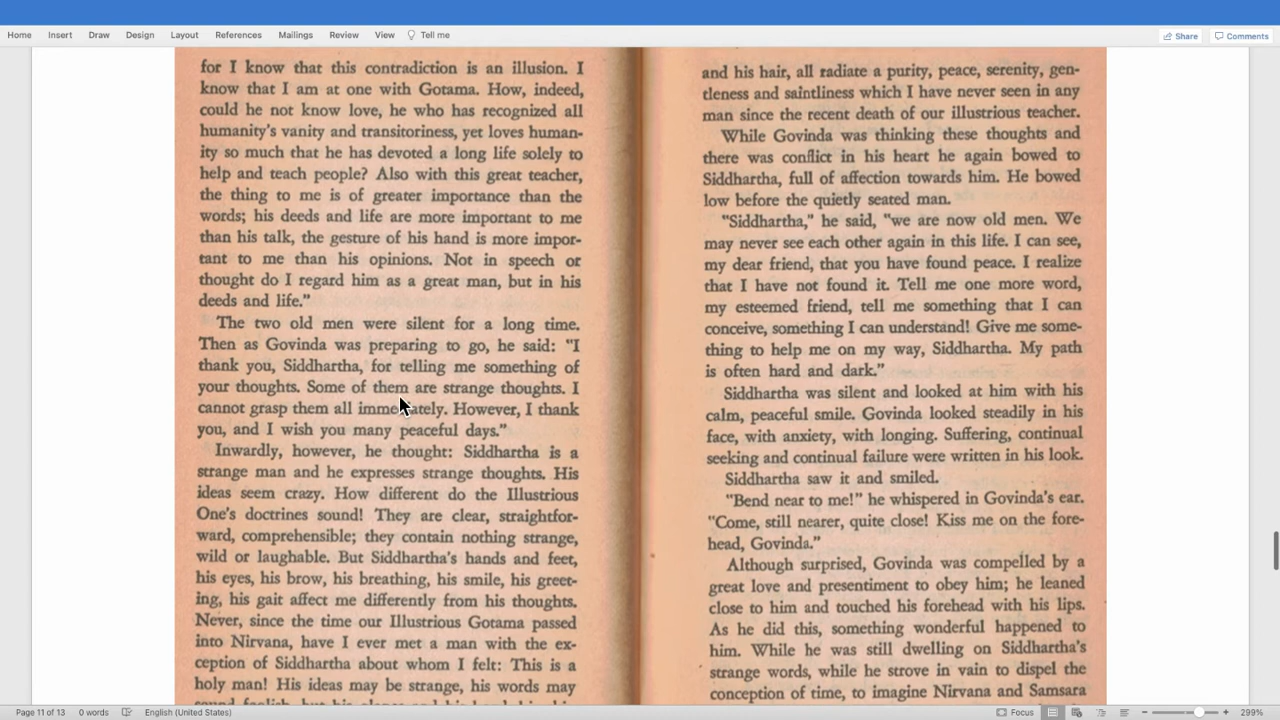 Home Insert Draw Design Layout References Mailings Review View Tell me Share Comments
for I know that this contradiction is an illusion. I
know that I am at one with Gotama. How, indeed,
could he not know love, he who has recognized all
humanity's vanity and transitoriness, yet loves human-
ity so much that he has devoted a long life solely to
help and teach people? Also with this great teacher,
the thing to me is of greater importance than the
words; his deeds and life are more important to me
than his talk, the gesture of his hand is more impor-
tant to me than his opinions. Not in speech or
thought do I regard him as a great man, but in his
deeds and life."
The two old men were silent for a long time.
Then as Govinda was preparing to go, he said: "I
thank you, Siddhartha, for telling me something of
your thoughts. Some of them are strange thoughts. I
cannot grasp them all immediately. However, I thank
you, and I wish you many peaceful days."
Inwardly, however, he thought: Siddhartha is a
strange man and he expresses strange thoughts. His
ideas seem crazy. How different do the Illustrious
One's doctrines sound! They are clear, straightfor-
ward, comprehensible; they contain nothing strange,
wild or laughable. But Siddhartha's hands and feet,
his eyes, his brow, his breathing, his smile, his greet-
ing, his gait affect me differently from his thoughts.
Never, since the time our Illustrious Gotama passed
into Nirvana, have I ever met a man with the ex-
ception of Siddhartha about whom I felt: This is a
holy man! His ideas may be strange, his words may
and his hair, all radiate a purity, peace, serenity, gen-
tleness and saintliness which I have never seen in any
man since the recent death of our illustrious teacher.
While Govinda was thinking these thoughts and
there was conflict in his heart he again bowed to
Siddhartha, full of affection towards him. He bowed
low before the quietly seated man.
"Siddhartha," he said, "we are now old men. We
may never see each other again in this life. I can see,
my dear friend, that you have found peace. I realize
that I have not found it. Tell me one more word,
my esteemed friend, tell me something that I can
conceive, something I can understand! Give me some-
thing to help me on my way, Siddhartha. My path
is often hard and dark."
Siddhartha was silent and looked at him with his
calm, peaceful smile. Govinda looked steadily in his
face, with anxiety, with longing. Suffering, continual
seeking and continual failure were written in his look.
Siddhartha saw it and smiled.
"Bend near to me!" he whispered in Govinda's ear.
"Come, still nearer, quite close! Kiss me on the fore-
head, Govinda."
Although surprised, Govinda was compelled by a
great love and presentiment to obey him; he leaned
close to him and touched his forehead with his lips.
As he did this, something wonderful happened to
him. While he was still dwelling on Siddhartha's
strange words, while he strove in vain to dispel the
conception of time, to imagine Nirvana and Samsara
Page 11 of 13 0 words English (United States) Focus 299%